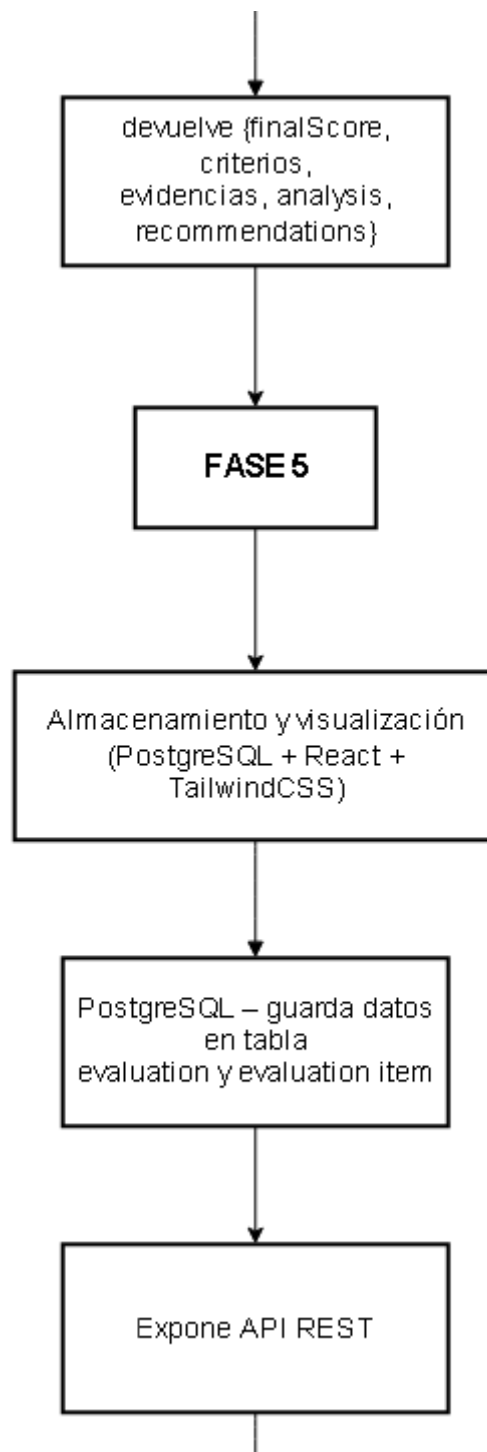 devuelve {finalScore,
criterios,
evidencias, analysis,
recommendations}
FASE 5
Almacenamiento y visualización
(PostgreSQL + React +
TailwindCSS)
PostgreSQL – guarda datos
en tabla
evaluation y evaluation item
Expone API REST